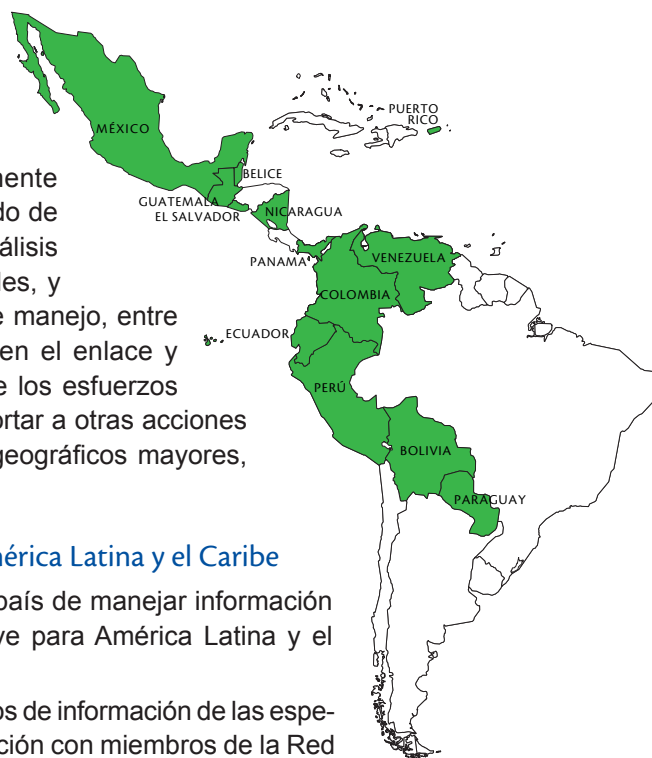 PUERTO
RICO
MÉXICO
BELICE
GUATEMALA
EL SALVADOR
NICARAGUA
PANAMA
VENEZUELA
COLOMBIA
ECUADOR
PERÚ
BOLIVIA
PARAGUAY
mente
do de
álisis
les, y
e manejo, entre
en el enlace y
e los esfuerzos
ortar a otras acciones
geográficos mayores,
mérica Latina y el Caribe
país de manejar información
ve para América Latina y el
os de información de las espe-
ción con miembros de la Red